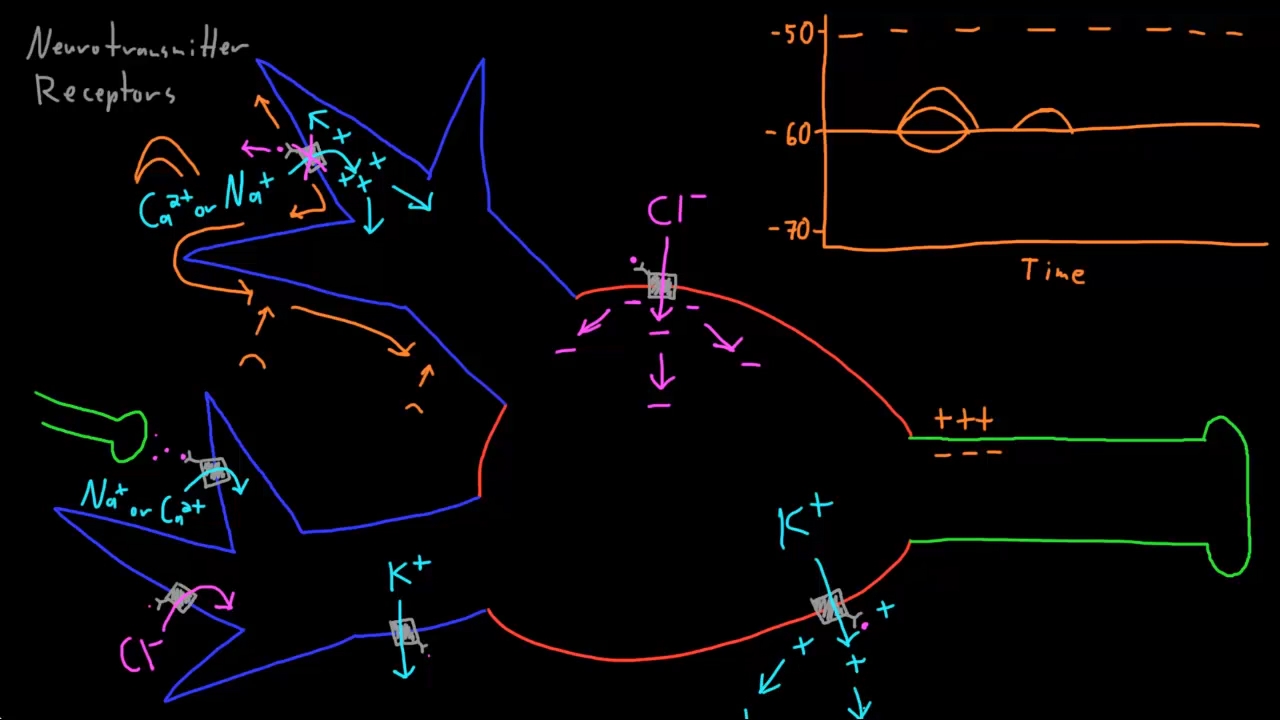 Neurotransmitter
Receptors
-50
-60
-70
Time
Ca²⁺ or Na⁺
Cl⁻
+++
---
Na⁺ or Ca²⁺
K⁺
K⁺
Cl⁻